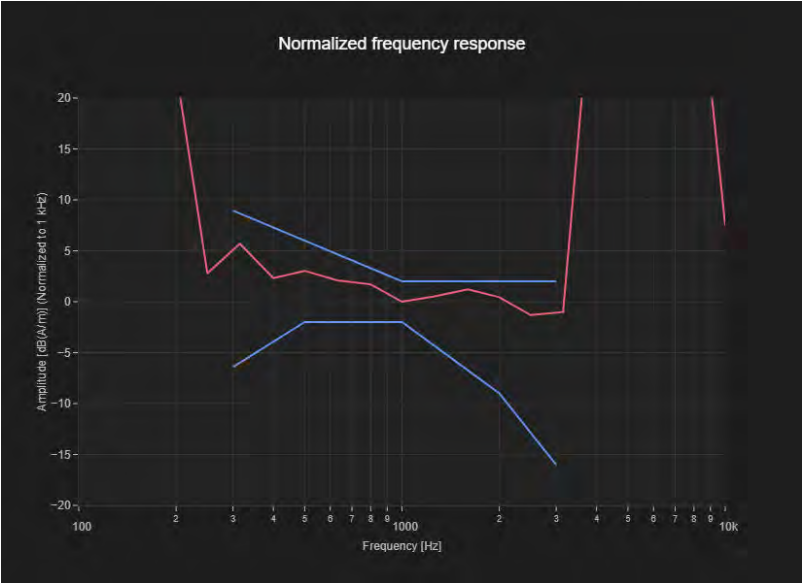 Normalized frequency response
Amplitude [dB(A/m)] (Normalized to 1 kHz)
20
15
10
5
0
−5
−10
−15
−20
100 2 3 4 5 6 7 8 9 1000 2 3 4 5 6 7 8 9 10k
Frequency [Hz]